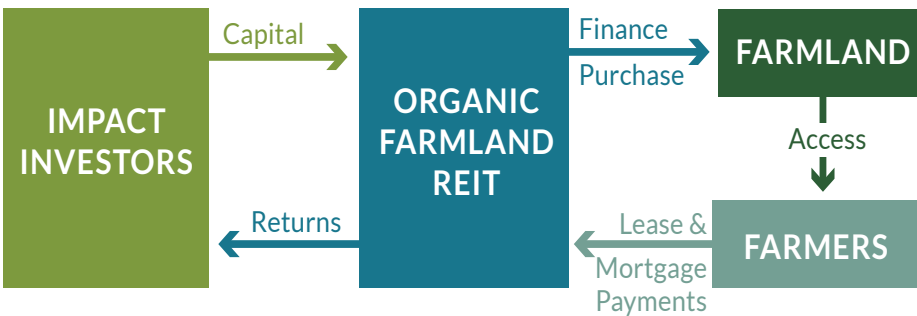 IMPACT
INVESTORS
Capital
Returns
ORGANIC
FARMLAND
REIT
Finance
Purchase
FARMLAND
Access
FARMERS
Lease &
Mortgage
Payments